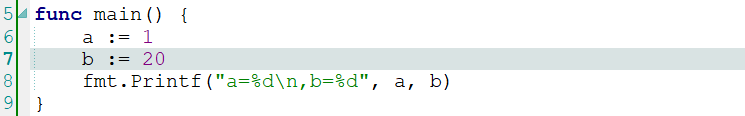 5 func main() {
6     a := 1
7     b := 20
8     fmt.Printf("a=%d\n,b=%d", a, b)
9 }